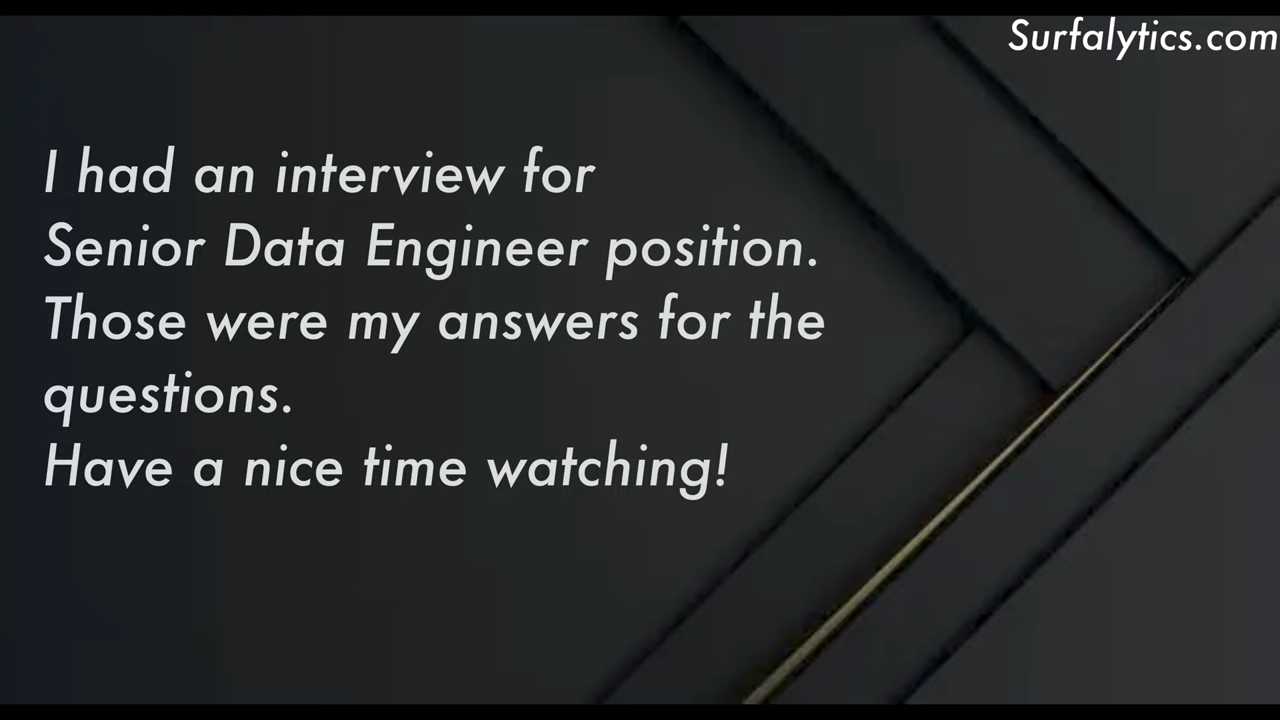 Surfalytics.com
I had an interview for
Senior Data Engineer position.
Those were my answers for the
questions.
Have a nice time watching!